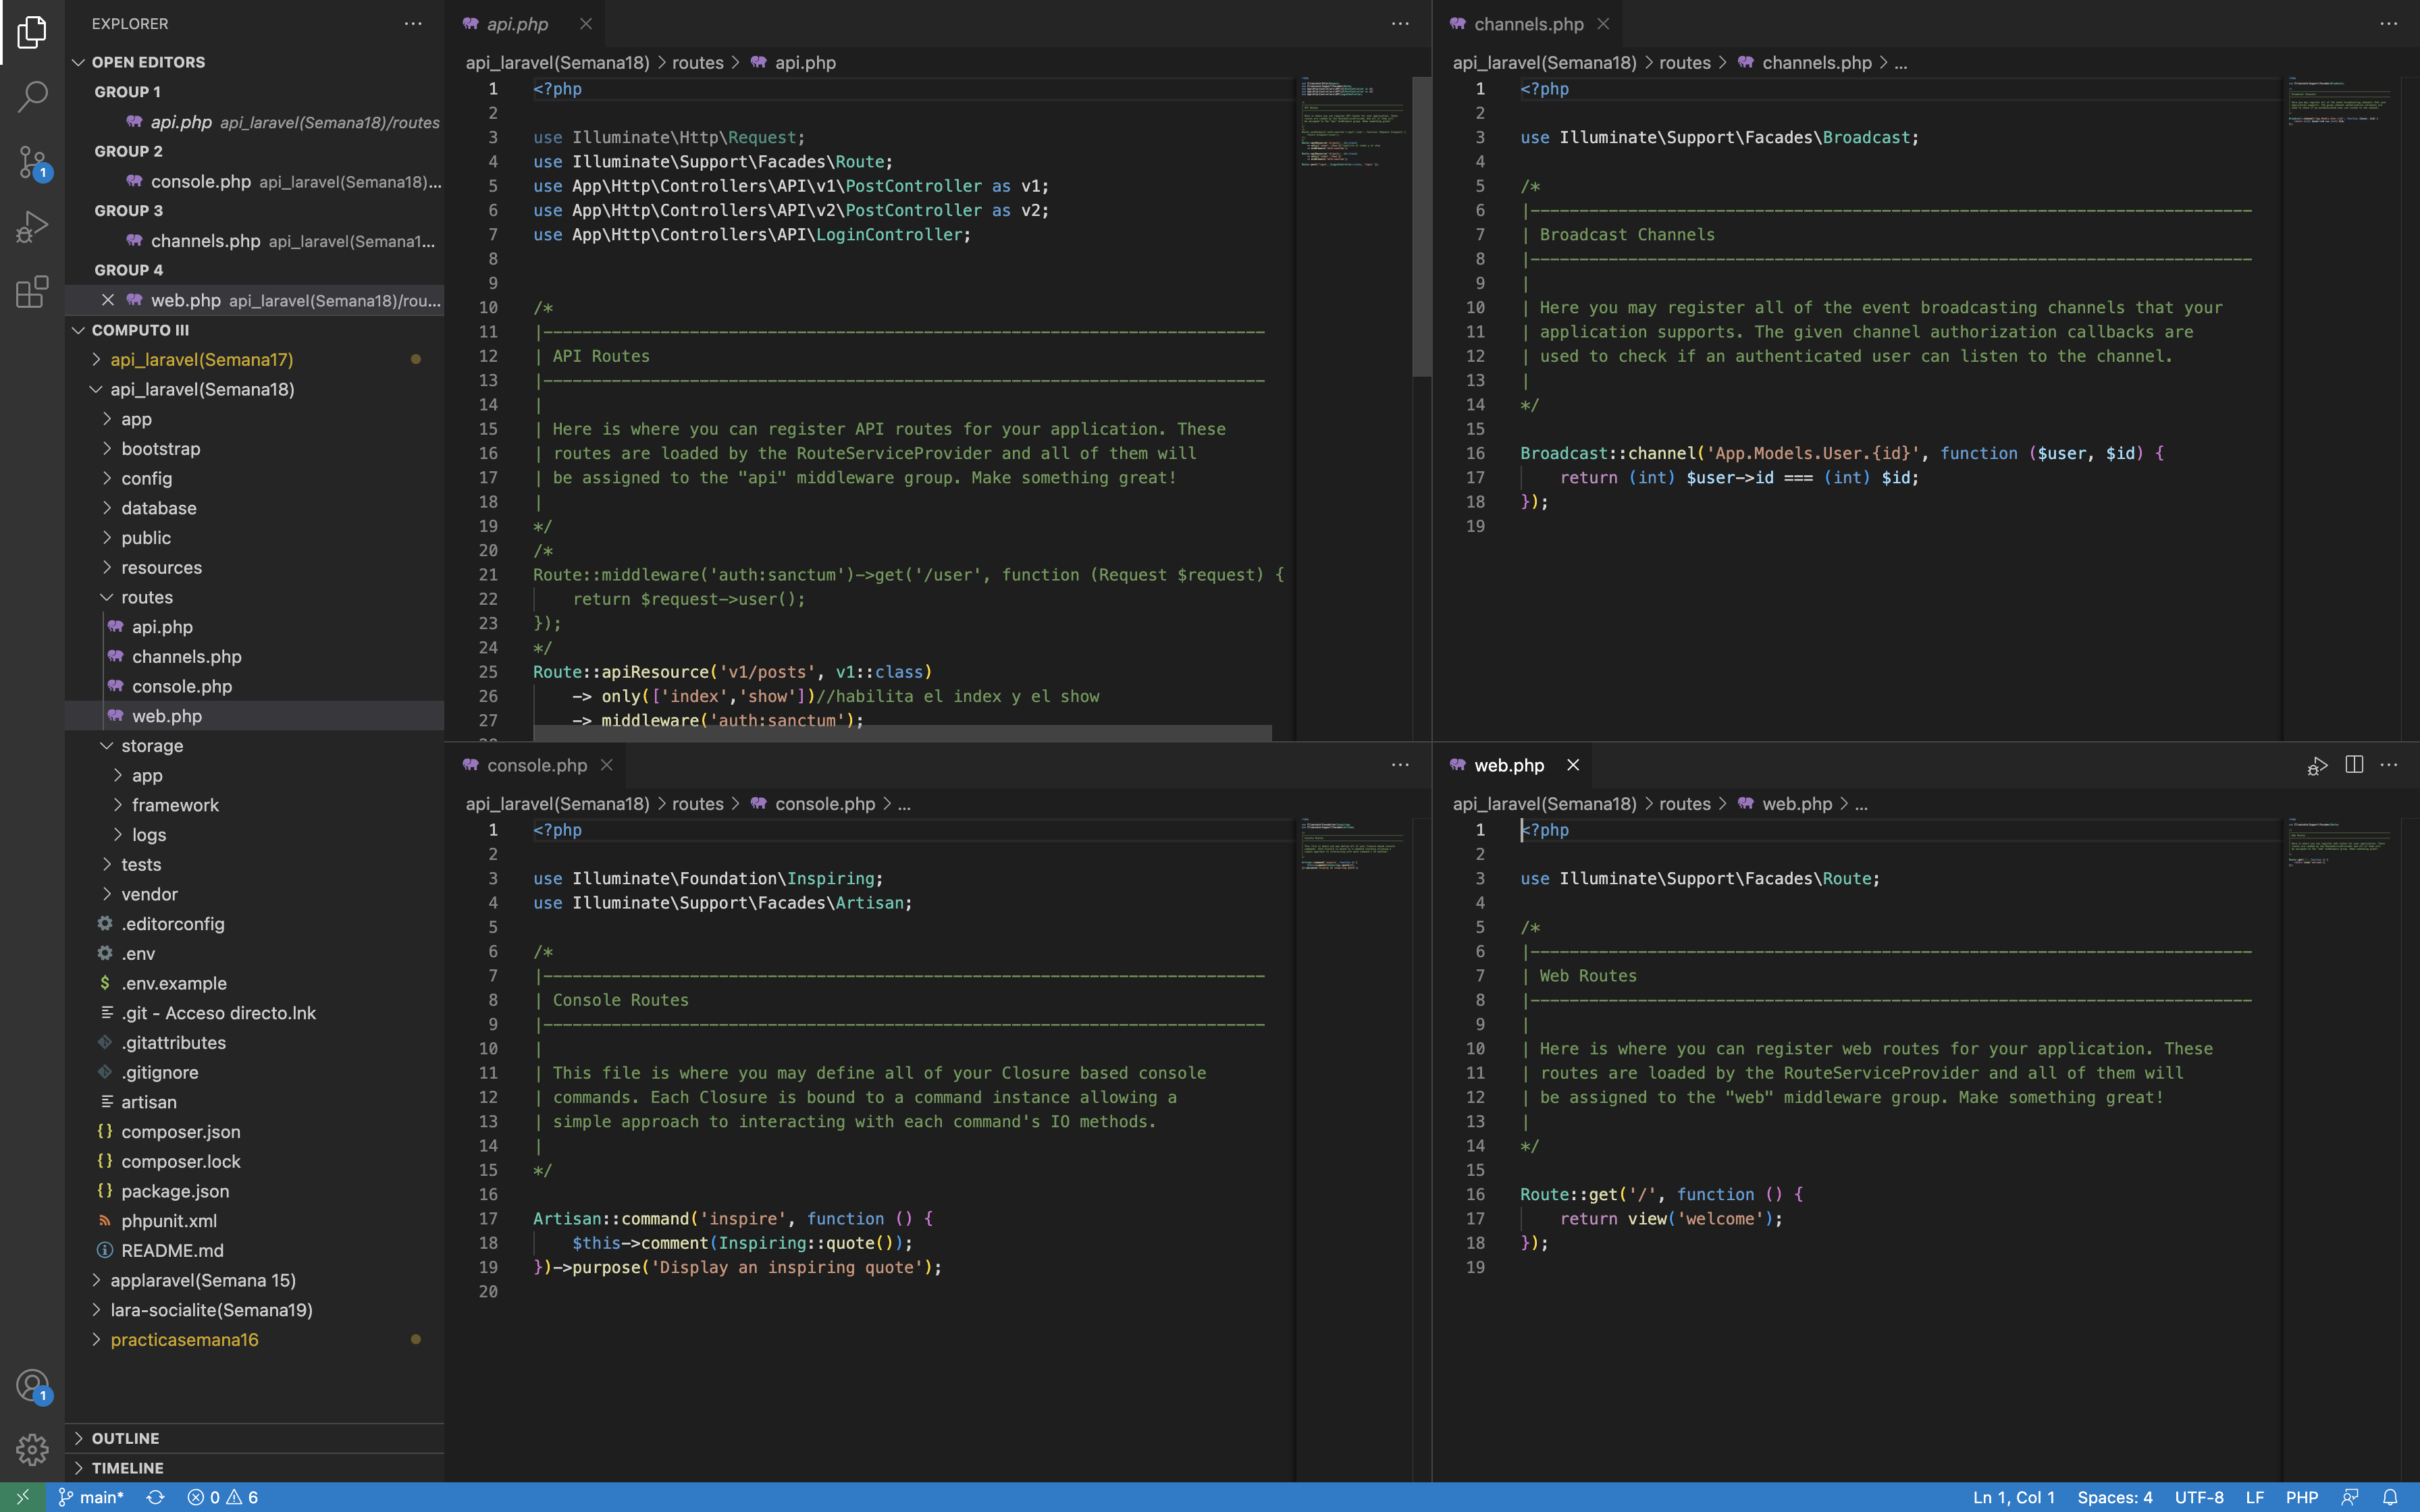 EXPLORER
OPEN EDITORS
GROUP 1
api.php api_laravel(Semana18)/routes
GROUP 2
console.php api_laravel(Semana18)...
GROUP 3
channels.php api_laravel(Semana1...
GROUP 4
web.php api_laravel(Semana18)/rou...
COMPUTO III
api_laravel(Semana17)
api_laravel(Semana18)
app
bootstrap
config
database
public
resources
routes
api.php
channels.php
console.php
web.php
storage
app
framework
logs
tests
vendor
.editorconfig
.env
.env.example
.git - Acceso directo.lnk
.gitattributes
.gitignore
artisan
composer.json
composer.lock
package.json
phpunit.xml
README.md
applaravel(Semana 15)
lara-socialite(Semana19)
practicasemana16
OUTLINE
TIMELINE
1
1
api.php
api_laravel(Semana18) > routes > api.php
1 <?php
2
3 use Illuminate\Http\Request;
4 use Illuminate\Support\Facades\Route;
5 use App\Http\Controllers\API\v1\PostController as v1;
6 use App\Http\Controllers\API\v2\PostController as v2;
7 use App\Http\Controllers\API\LoginController;
8
9
10 /*
11 |--------------------------------------------------------------------------
12 | API Routes
13 |--------------------------------------------------------------------------
14 |
15 | Here is where you can register API routes for your application. These
16 | routes are loaded by the RouteServiceProvider and all of them will
17 | be assigned to the "api" middleware group. Make something great!
18 |
19 */
20 /*
21 Route::middleware('auth:sanctum')->get('/user', function (Request $request) {
22     return $request->user();
23 });
24 */
25 Route::apiResource('v1/posts', v1::class)
26     -> only(['index','show'])//habilita el index y el show
27     -> middleware('auth:sanctum');
channels.php
api_laravel(Semana18) > routes > channels.php > ...
1 <?php
2
3 use Illuminate\Support\Facades\Broadcast;
4
5 /*
6 |--------------------------------------------------------------------------
7 | Broadcast Channels
8 |--------------------------------------------------------------------------
9 |
10 | Here you may register all of the event broadcasting channels that your
11 | application supports. The given channel authorization callbacks are
12 | used to check if an authenticated user can listen to the channel.
13 |
14 */
15
16 Broadcast::channel('App.Models.User.{id}', function ($user, $id) {
17     return (int) $user->id === (int) $id;
18 });
19
console.php
api_laravel(Semana18) > routes > console.php > ...
1 <?php
2
3 use Illuminate\Foundation\Inspiring;
4 use Illuminate\Support\Facades\Artisan;
5
6 /*
7 |--------------------------------------------------------------------------
8 | Console Routes
9 |--------------------------------------------------------------------------
10 |
11 | This file is where you may define all of your Closure based console
12 | commands. Each Closure is bound to a command instance allowing a
13 | simple approach to interacting with each command's IO methods.
14 |
15 */
16
17 Artisan::command('inspire', function () {
18     $this->comment(Inspiring::quote());
19 })->purpose('Display an inspiring quote');
20
web.php
api_laravel(Semana18) > routes > web.php > ...
1 <?php
2
3 use Illuminate\Support\Facades\Route;
4
5 /*
6 |--------------------------------------------------------------------------
7 | Web Routes
8 |--------------------------------------------------------------------------
9 |
10 | Here is where you can register web routes for your application. These
11 | routes are loaded by the RouteServiceProvider and all of them will
12 | be assigned to the "web" middleware group. Make something great!
13 |
14 */
15
16 Route::get('/', function () {
17     return view('welcome');
18 });
19
main* 0 6 Ln 1, Col 1 Spaces: 4 UTF-8 LF PHP